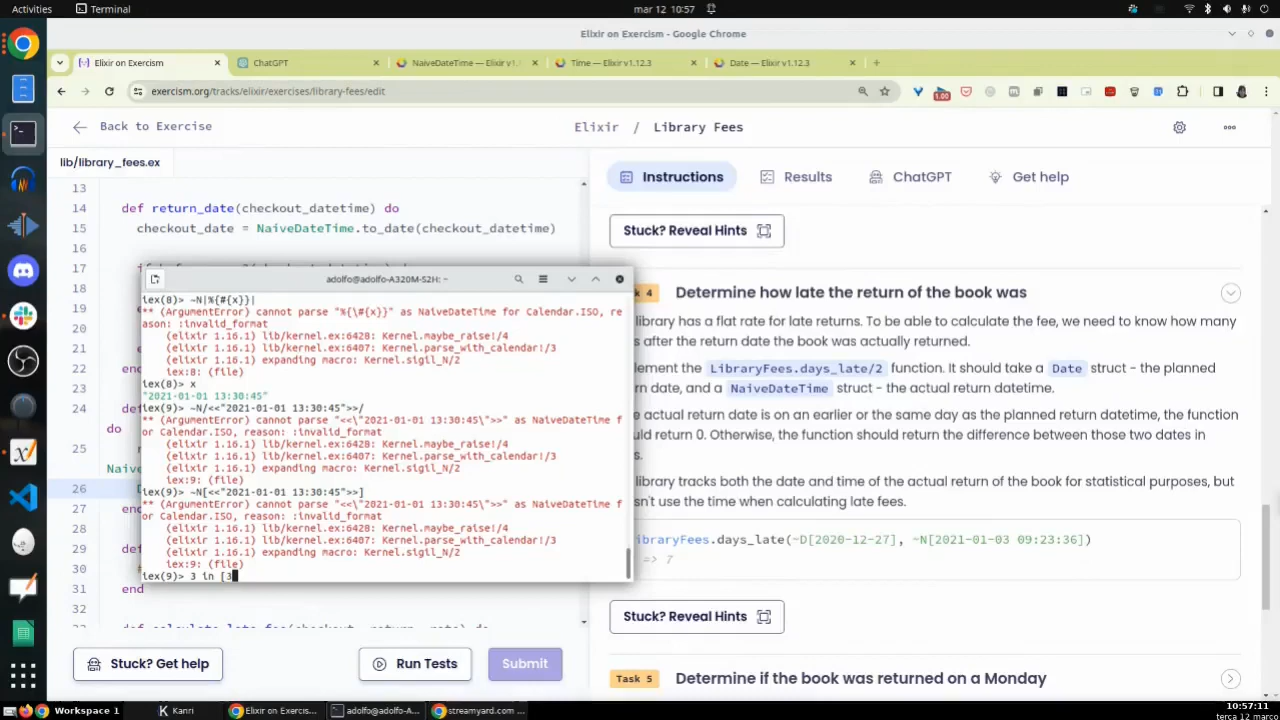 Activities
Terminal
mar 12 10:57
Elixir on Exercism - Google Chrome
Elixir on Exercism
ChatGPT
NaiveDateTime — Elixir v1.
Time — Elixir v1.12.3
Date — Elixir v1.12.3
exercism.org/tracks/elixir/exercises/library-fees/edit
1.00
Back to Exercise
Elixir / Library Fees
lib/library_fees.ex
Instructions
Results
ChatGPT
Get help
13
14 def return_date(checkout_datetime) do
15 checkout_date = NaiveDateTime.to_date(checkout_datetime)
16
17
18
19
20
21
22
23
24
do
25
26
27
28
29
30
31 end
32
adolfo@adolfo-A320M-S2H: ~
iex(8)> ~N|%{#{x}}|
** (ArgumentError) cannot parse "%{\#{x}}" as NaiveDateTime for Calendar.ISO, re
ason: :invalid_format
(elixir 1.16.1) lib/kernel.ex:6428: Kernel.maybe_raise!/4
(elixir 1.16.1) lib/kernel.ex:6407: Kernel.parse_with_calendar!/3
(elixir 1.16.1) expanding macro: Kernel.sigil_N/2
iex:8: (file)
iex(8)> x
"2021-01-01 13:30:45"
iex(9)> ~N/<<"2021-01-01 13:30:45">>/
** (ArgumentError) cannot parse "<<\"2021-01-01 13:30:45\">>" as NaiveDateTime f
or Calendar.ISO, reason: :invalid_format
(elixir 1.16.1) lib/kernel.ex:6428: Kernel.maybe_raise!/4
(elixir 1.16.1) lib/kernel.ex:6407: Kernel.parse_with_calendar!/3
(elixir 1.16.1) expanding macro: Kernel.sigil_N/2
iex:9: (file)
iex(9)> ~N[<<"2021-01-01 13:30:45">>]
** (ArgumentError) cannot parse "<<\"2021-01-01 13:30:45\">>" as NaiveDateTime f
or Calendar.ISO, reason: :invalid_format
(elixir 1.16.1) lib/kernel.ex:6428: Kernel.maybe_raise!/4
(elixir 1.16.1) lib/kernel.ex:6407: Kernel.parse_with_calendar!/3
(elixir 1.16.1) expanding macro: Kernel.sigil_N/2
iex:9: (file)
iex(9)> 3 in [3
Stuck? Reveal Hints
k 4 Determine how late the return of the book was
library has a flat rate for late returns. To be able to calculate the fee, we need to know how many
s after the return date the book was actually returned.
lement the LibraryFees.days_late/2 function. It should take a Date struct - the planned
rn date, and a NaiveDateTime struct - the actual return datetime.
e actual return date is on an earlier or the same day as the planned return datetime, the function
uld return 0. Otherwise, the function should return the difference between those two dates in
s.
library tracks both the date and time of the actual return of the book for statistical purposes, but
sn't use the time when calculating late fees.
ibraryFees.days_late(~D[2020-12-27], ~N[2021-01-03 09:23:36])
=> 7
Stuck? Reveal Hints
Task 5 Determine if the book was returned on a Monday
Stuck? Get help
Run Tests
Submit
Workspace 1
Kanri
Elixir on Exercis...
adolfo@adolfo-A...
streamyard.com ...
10:57:11
terça 12 março